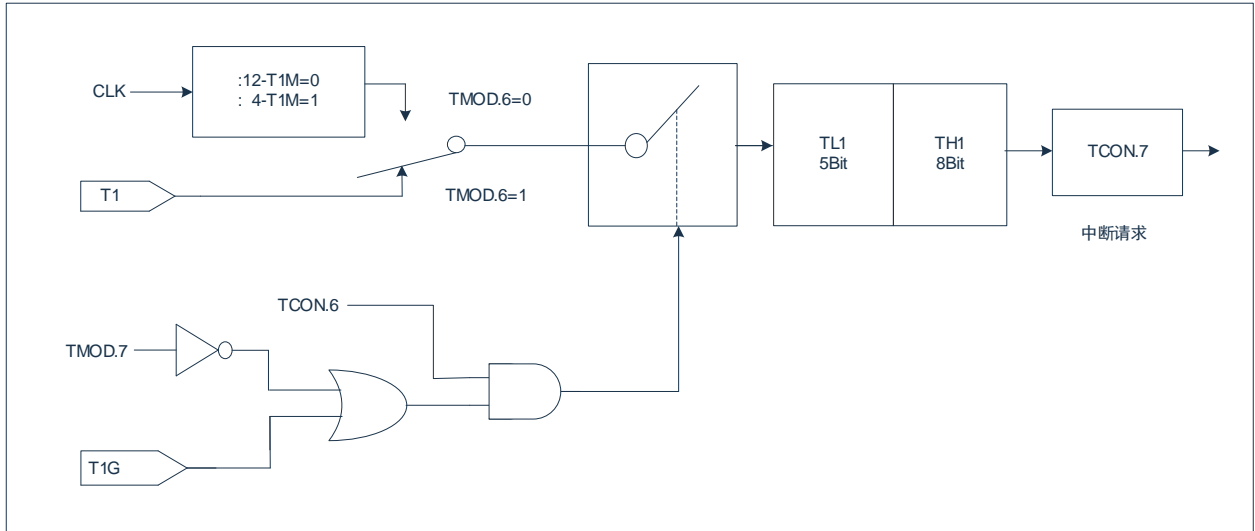 CLK
:12-T1M=0
: 4-T1M=1
TMOD.6=0
T1
TMOD.6=1
TL1
5Bit
TH1
8Bit
TCON.7
中断请求
TCON.6
TMOD.7
T1G